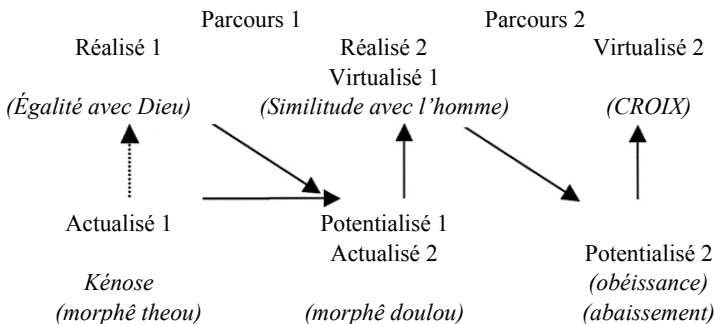 Parcours 1 Parcours 2
Réalisé 1 Réalisé 2 Virtualisé 2
Virtualisé 1
(Égalité avec Dieu) (Similitude avec l’homme) (CROIX)
Actualisé 1 Potentialisé 1
Actualisé 2 Potentialisé 2
Kénose (obéissance)
(morphê theou) (morphê doulou) (abaissement)